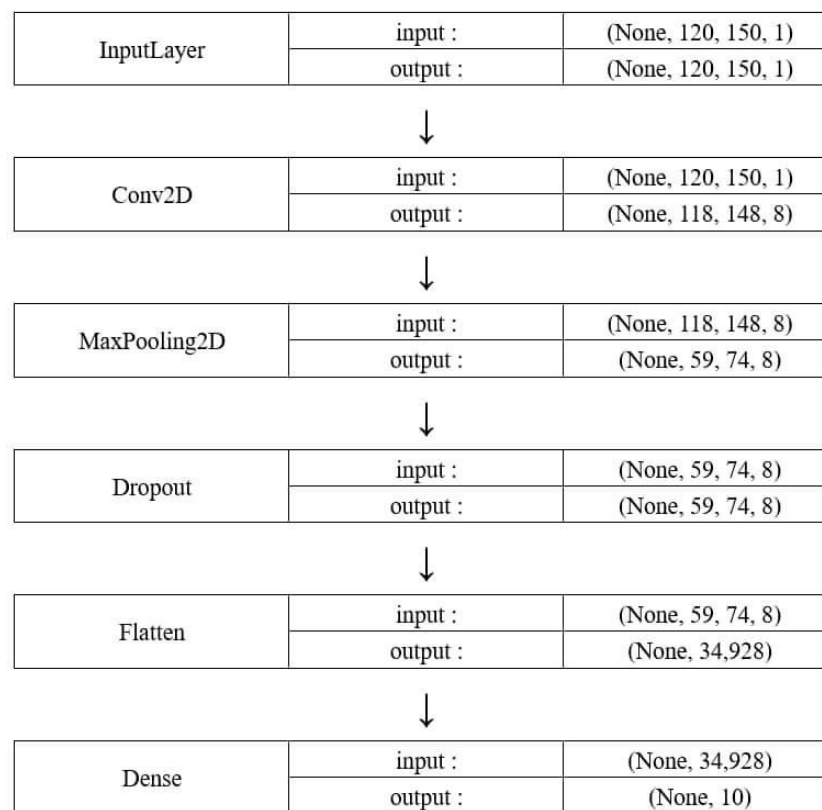 InputLayer input : (None, 120, 150, 1)
output : (None, 120, 150, 1)
↓
Conv2D input : (None, 120, 150, 1)
output : (None, 118, 148, 8)
↓
MaxPooling2D input : (None, 118, 148, 8)
output : (None, 59, 74, 8)
↓
Dropout input : (None, 59, 74, 8)
output : (None, 59, 74, 8)
↓
Flatten input : (None, 59, 74, 8)
output : (None, 34,928)
↓
Dense input : (None, 34,928)
output : (None, 10)